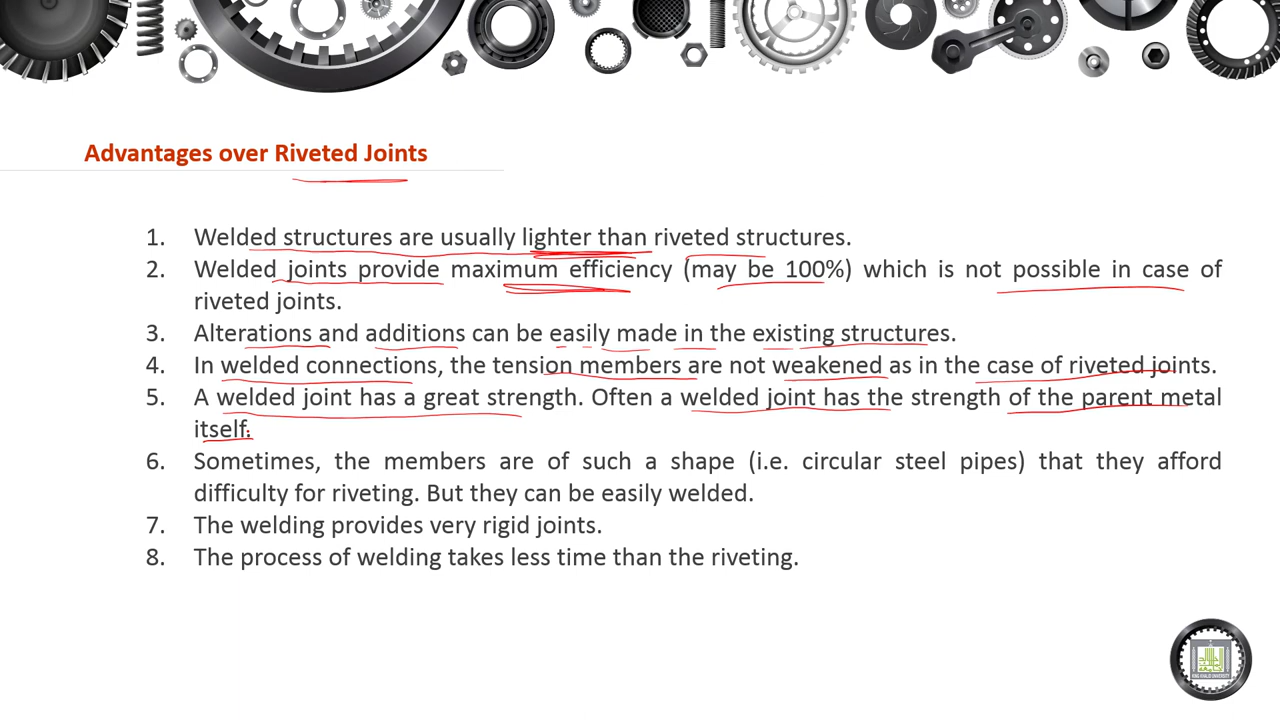 Advantages over Riveted Joints
1. Welded structures are usually lighter than riveted structures.
2. Welded joints provide maximum efficiency (may be 100%) which is not possible in case of
riveted joints.
3. Alterations and additions can be easily made in the existing structures.
4. In welded connections, the tension members are not weakened as in the case of riveted joints.
5. A welded joint has a great strength. Often a welded joint has the strength of the parent metal
itself.
6. Sometimes, the members are of such a shape (i.e. circular steel pipes) that they afford
difficulty for riveting. But they can be easily welded.
7. The welding provides very rigid joints.
8. The process of welding takes less time than the riveting.
KING KHALID UNIVERSITY